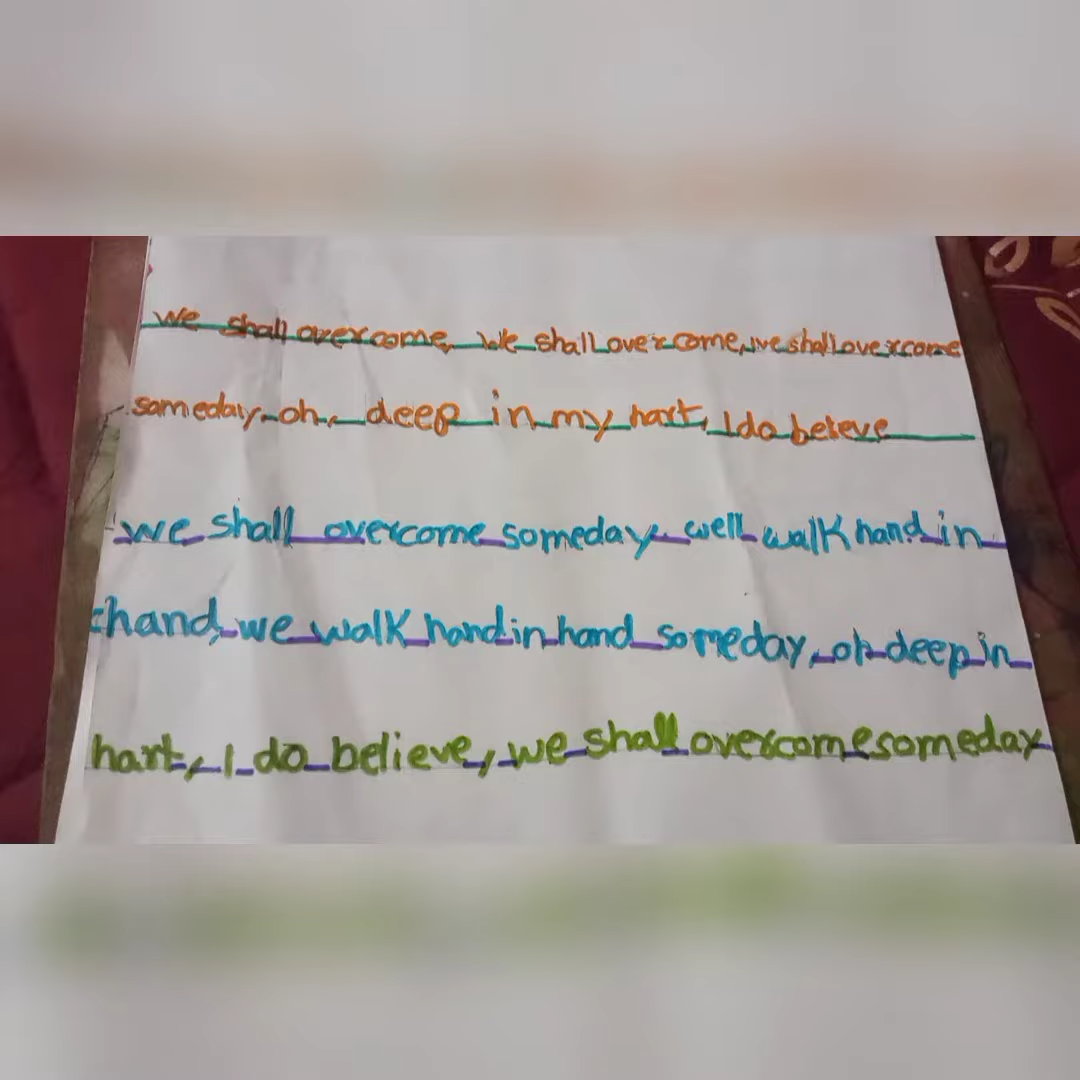 we shall overcome, we shall overcome, we shall overcome
someday, oh, deep in my hart, I do beleve
we shall overcome someday, well walk hand in
hand, we walk hand in hand someday, oh deep in
hart, I do believe, we shall overcome someday